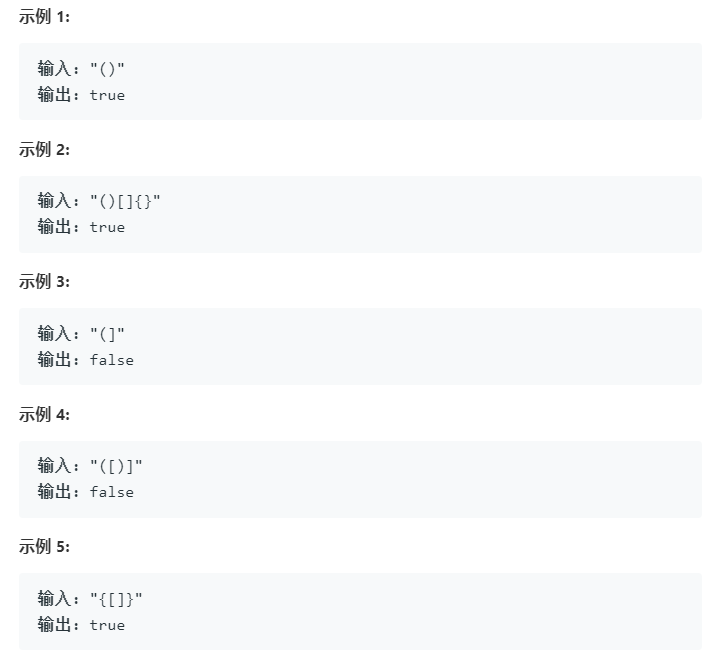 示例 1:
输入："()"
输出：true
示例 2:
输入："()[]{}"
输出：true
示例 3:
输入："(]"
输出：false
示例 4:
输入："([)]"
输出：false
示例 5:
输入："{[]}"
输出：true